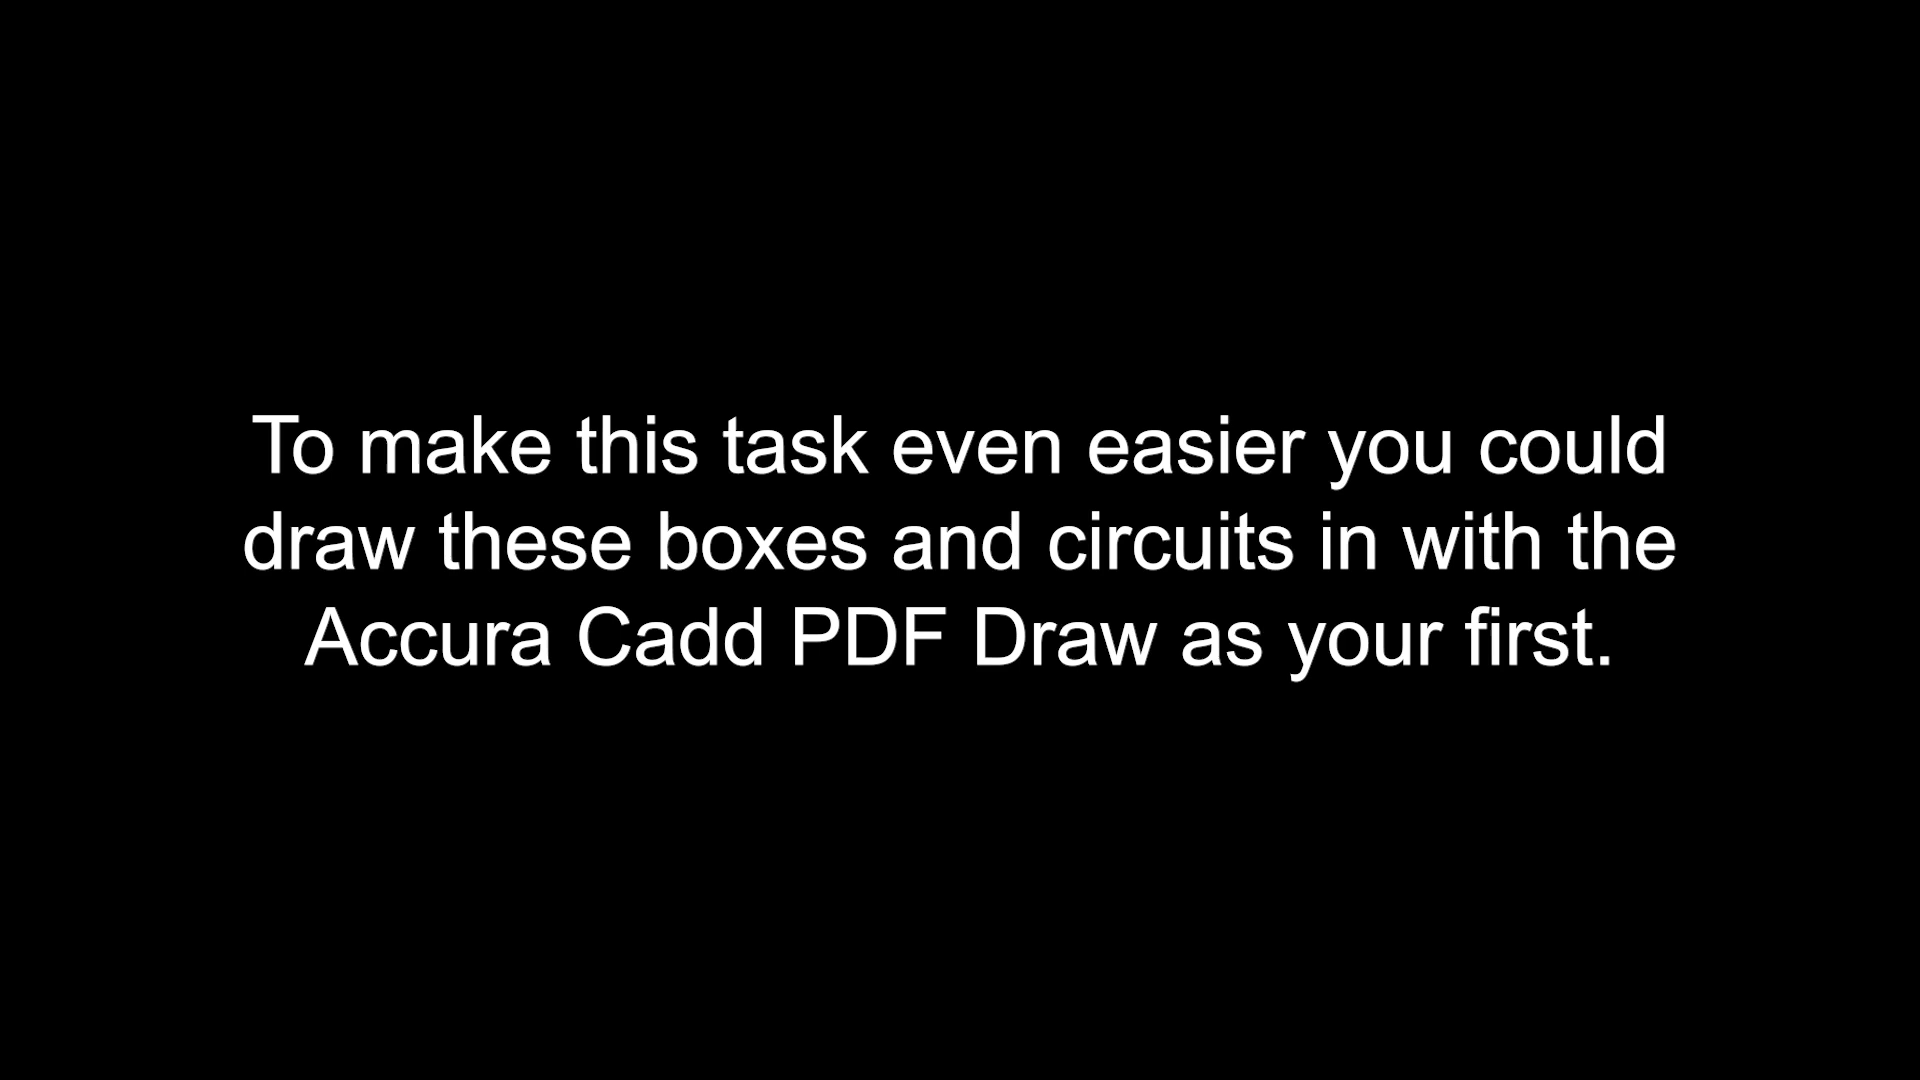 To make this task even easier you could
draw these boxes and circuits in with the
Accura Cadd PDF Draw as your first.